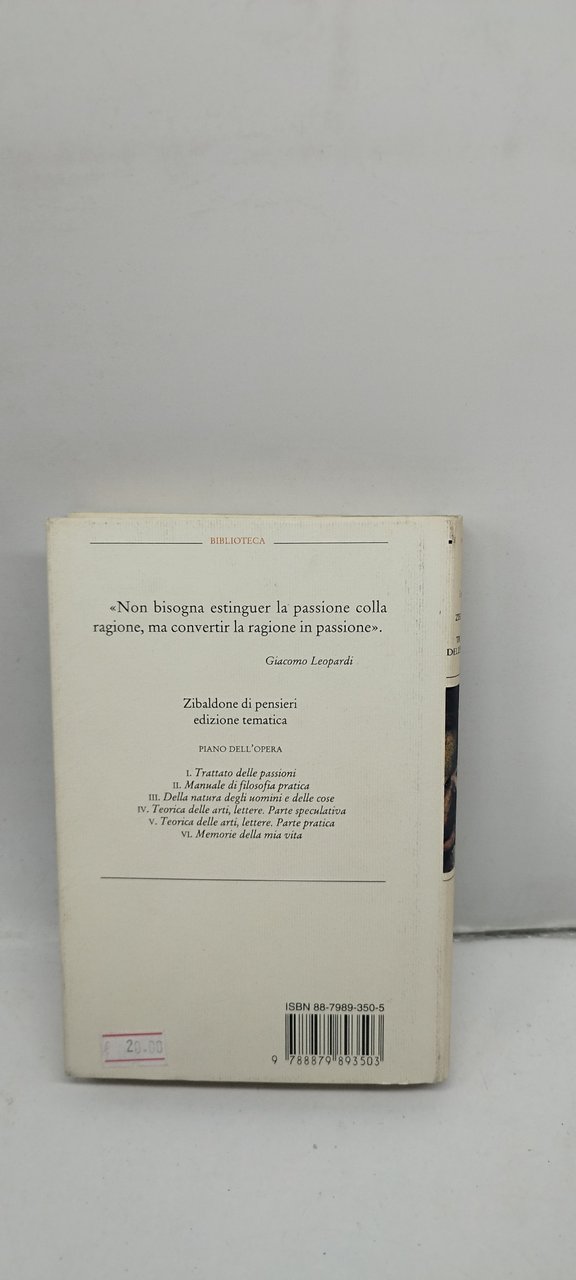 BIBLIOTECA
«Non bisogna estinguer la passione colla
ragione, ma convertir la ragione in passione».
Giacomo Leopardi
Zibaldone di pensieri
edizione tematica
PIANO DELL'OPERA
I. Trattato delle passioni
II. Manuale di filosofia pratica
III. Della natura degli uomini e delle cose
IV. Teorica delle arti, lettere. Parte speculativa
V. Teorica delle arti, lettere. Parte pratica
VI. Memorie della mia vita
ISBN 88-7989-350-5
9 788879 893503
20.00